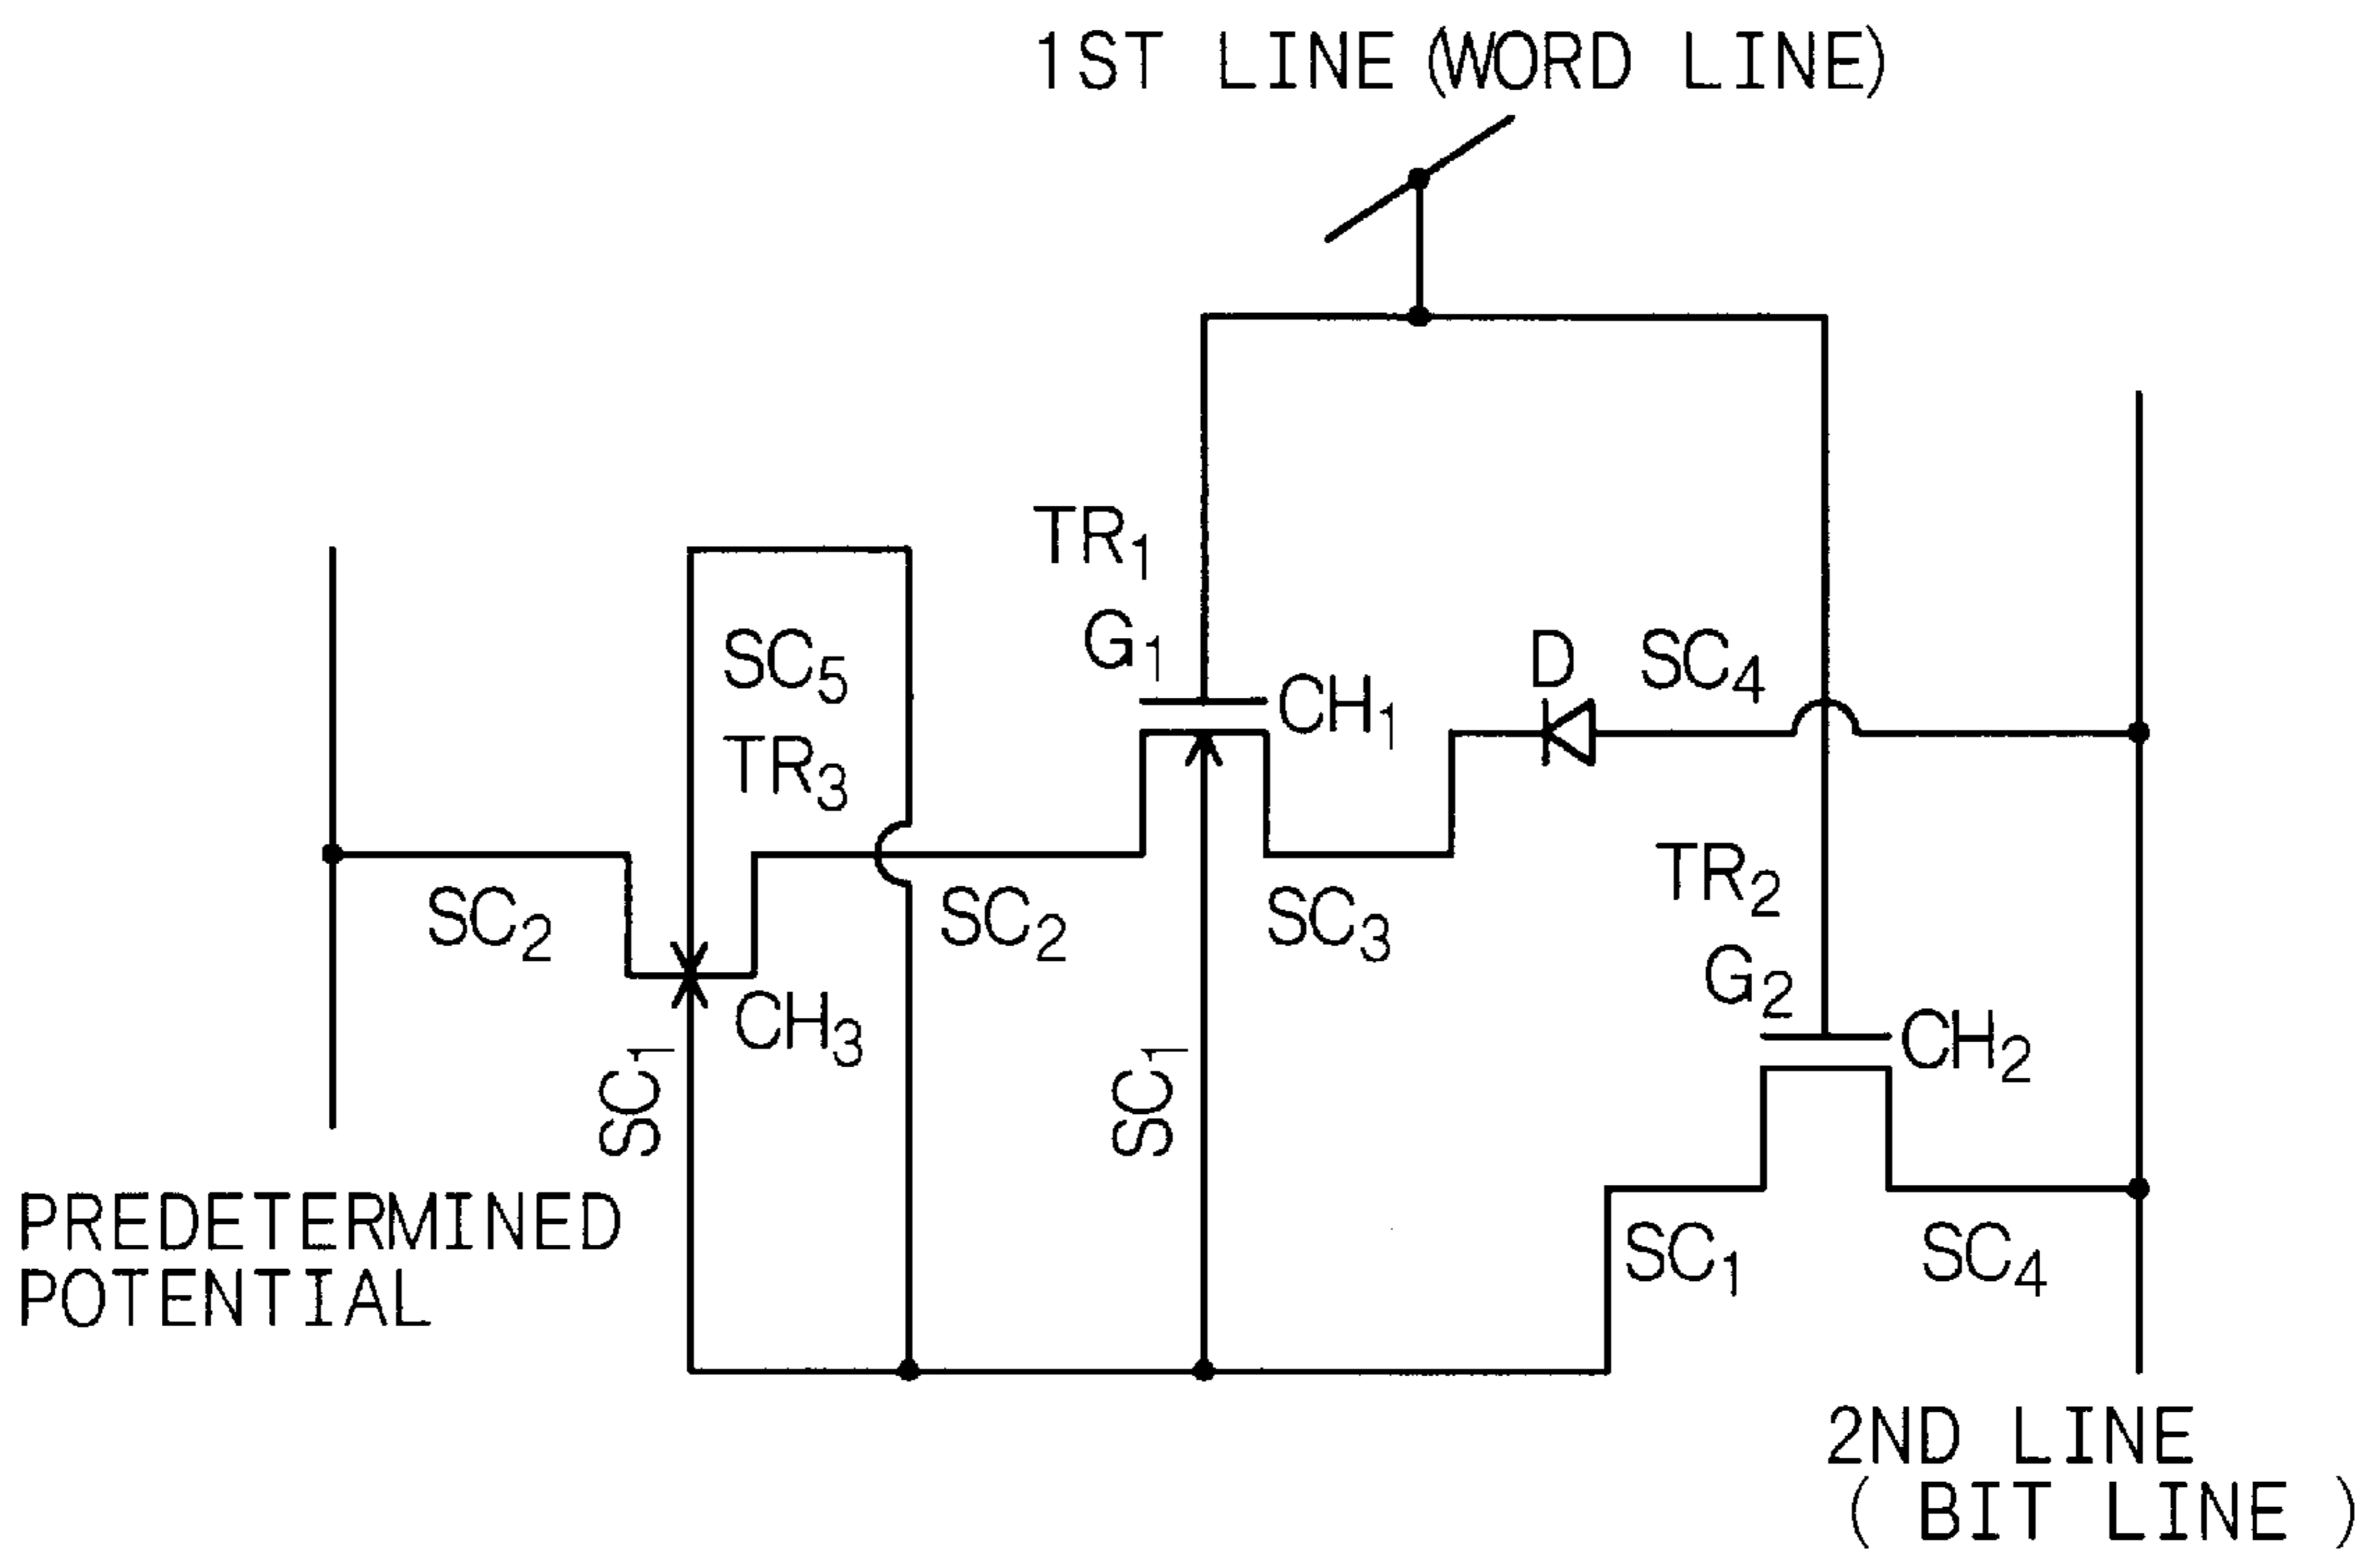 1ST LINE (WORD LINE)
TR1
G1
CH1
SC5
TR3
D
SC4
SC2
CH3
SC2
SC3
TR2
G2
CH2
SC1
SC1
SC1
SC4
PREDETERMINED
POTENTIAL
2ND LINE
( BIT LINE )